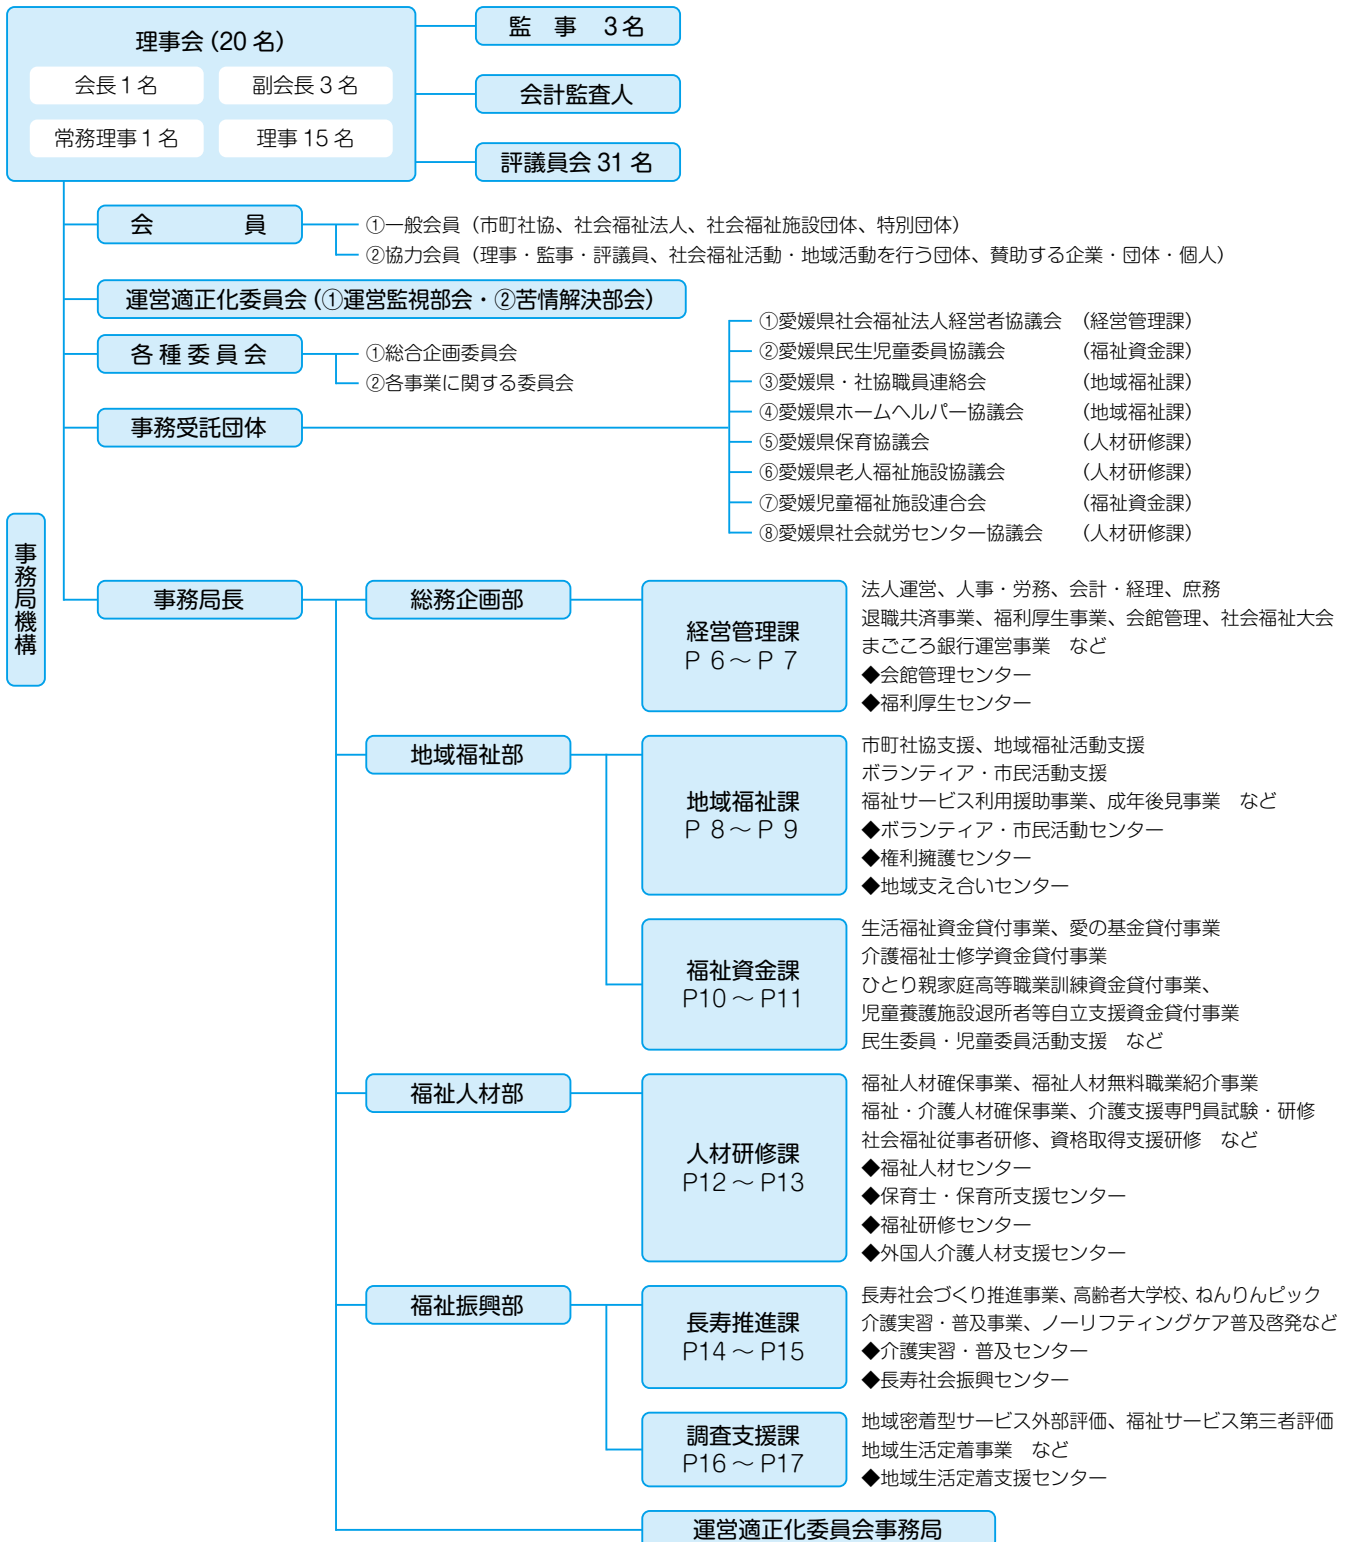 理事会(20名)
会長1名
副会長3名
常務理事1名
理事15名
監　事　3名
会計監査人
評議員会31名
会　員
①一般会員（市町社協、社会福祉法人、社会福祉施設団体、特別団体）
②協力会員（理事・監事・評議員、社会福祉活動・地域活動を行う団体、賛助する企業・団体・個人）
運営適正化委員会(①運営監視部会・②苦情解決部会)
各種委員会
①総合企画委員会
②各事業に関する委員会
事務受託団体
①愛媛県社会福祉法人経営者協議会　（経営管理課）
②愛媛県民生児童委員協議会　（福祉資金課）
③愛媛県・社協職員連絡会　（地域福祉課）
④愛媛県ホームヘルパー協議会　（地域福祉課）
⑤愛媛県保育協議会　（人材研修課）
⑥愛媛県老人福祉施設協議会　（人材研修課）
⑦愛媛児童福祉施設連合会　（福祉資金課）
⑧愛媛県社会就労センター協議会　（人材研修課）
事務局機構
事務局長
総務企画部
経営管理課
P 6～P 7
法人運営、人事・労務、会計・経理、庶務
退職共済事業、福利厚生事業、会館管理、社会福祉大会
まごころ銀行運営事業　など
◆会館管理センター
◆福利厚生センター
地域福祉部
地域福祉課
P 8～P 9
市町社協支援、地域福祉活動支援
ボランティア・市民活動支援
福祉サービス利用援助事業、成年後見事業　など
◆ボランティア・市民活動センター
◆権利擁護センター
◆地域支え合いセンター
福祉資金課
P10～P11
生活福祉資金貸付事業、愛の基金貸付事業
介護福祉士修学資金貸付事業
ひとり親家庭高等職業訓練資金貸付事業、
児童養護施設退所者等自立支援資金貸付事業
民生委員・児童委員活動支援　など
福祉人材部
人材研修課
P12～P13
福祉人材確保事業、福祉人材無料職業紹介事業
福祉・介護人材確保事業、介護支援専門員試験・研修
社会福祉従事者研修、資格取得支援研修　など
◆福祉人材センター
◆保育士・保育所支援センター
◆福祉研修センター
◆外国人介護人材支援センター
福祉振興部
長寿推進課
P14～P15
長寿社会づくり推進事業、高齢者大学校、ねんりんピック
介護実習・普及事業、ノーリフティングケア普及啓発など
◆介護実習・普及センター
◆長寿社会振興センター
調査支援課
P16～P17
地域密着型サービス外部評価、福祉サービス第三者評価
地域生活定着事業　など
◆地域生活定着支援センター
運営適正化委員会事務局